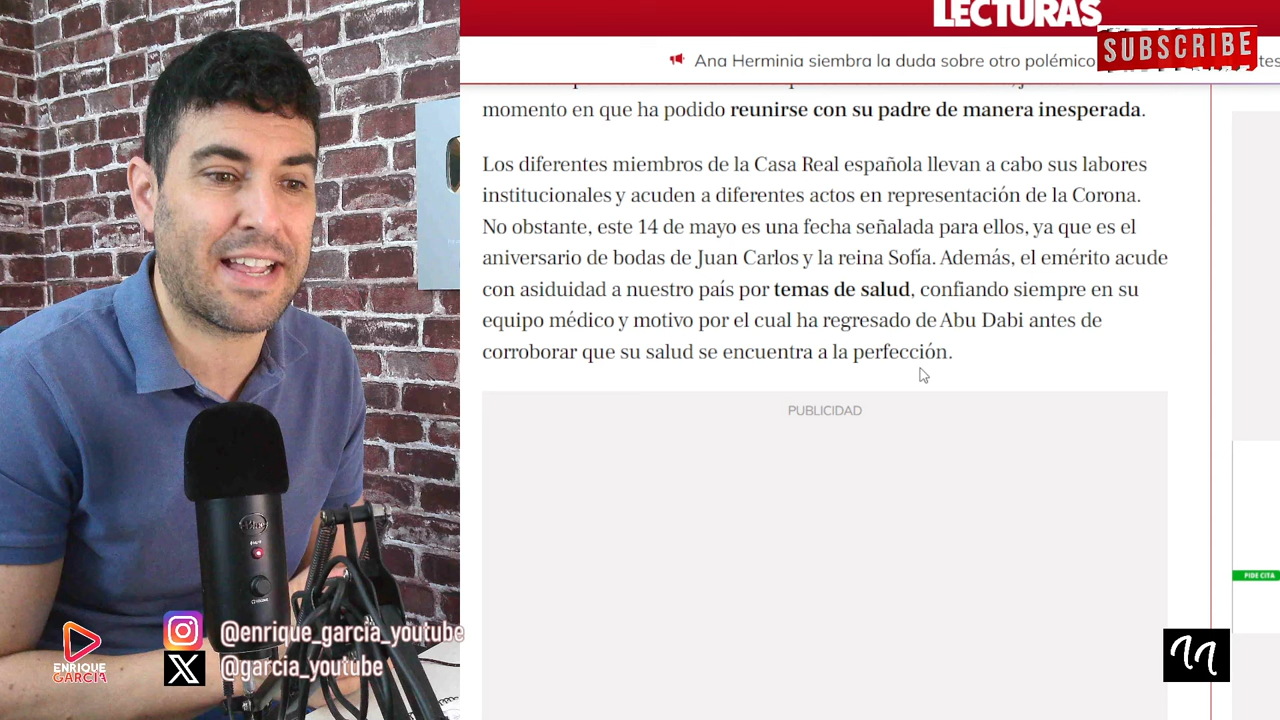 LECTURAS
SUBSCRIBE
Ana Herminia siembra la duda sobre otro polémico
momento en que ha podido reunirse con su padre de manera inesperada.
Los diferentes miembros de la Casa Real española llevan a cabo sus labores
institucionales y acuden a diferentes actos en representación de la Corona.
No obstante, este 14 de mayo es una fecha señalada para ellos, ya que es el
aniversario de bodas de Juan Carlos y la reina Sofía. Además, el emérito acude
con asiduidad a nuestro país por temas de salud, confiando siempre en su
equipo médico y motivo por el cual ha regresado de Abu Dabi antes de
corroborar que su salud se encuentra a la perfección.
PUBLICIDAD
PIDE CITA
@enrique_garcia_youtube
@garcia_youtube
ENRIQUE
GARCIA